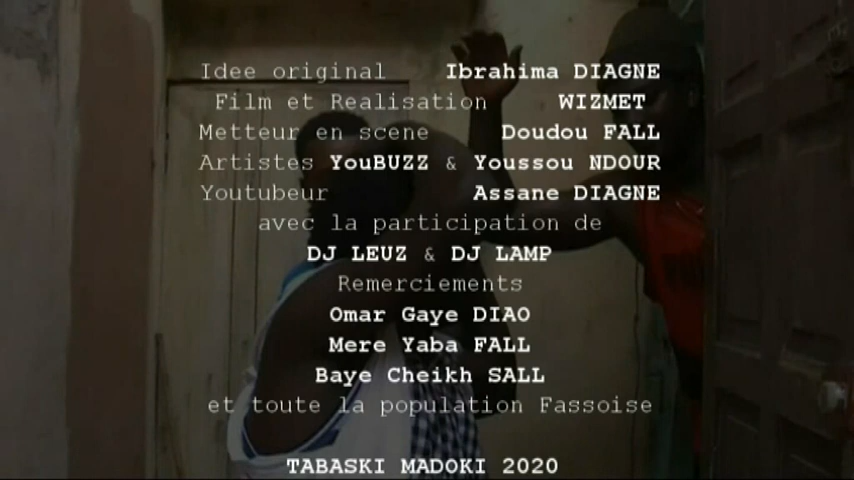 Idee original Ibrahima DIAGNE
Film et Realisation WIZMET
Metteur en scene Doudou FALL
Artistes YouBUZZ & Youssou NDOUR
Youtubeur Assane DIAGNE
avec la participation de
DJ LEUZ & DJ LAMP
Remerciements
Omar Gaye DIAO
Mere Yaba FALL
Baye Cheikh SALL
et toute la population Fassoise
TABASKI MADOKI 2020